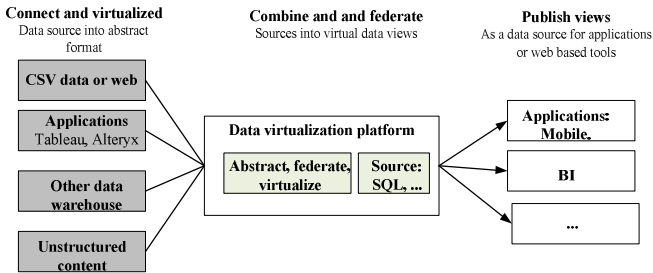 Connect and virtualized
Data source into abstract
format
CSV data or web
Applications
Tableau, Alteryx
Other data
warehouse
Unstructured
content
Combine and and federate
Sources into virtual data views
Data virtualization platform
Abstract, federate,
virtualize
Source:
SQL, ...
Publish views
As a data source for applications
or web based tools
Applications:
Mobile.
BI
...